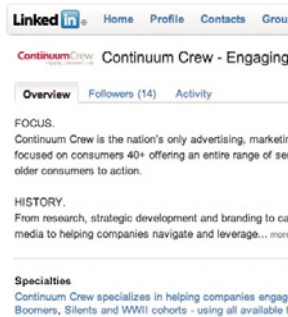 Linked in Home Profile Contacts Grou
ContinuumCrew Continuum Crew - Engaging
Overview Followers (14) Activity
FOCUS.
Continuum Crew is the nation's only advertising, marketin
focused on consumers 40+ offering an entire range of se
older consumers to action.
HISTORY.
From research, strategic development and branding to ca
media to helping companies navigate and leverage... more
Specialties
Continuum Crew specializes in helping companies engag
Boomers, Silents and WWII cohorts - using all available